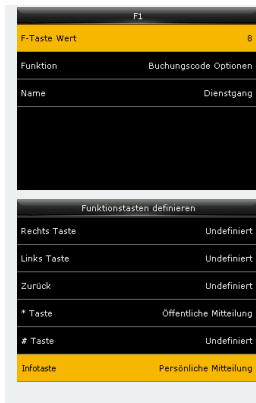 F1
F-Taste Wert 8
Funktion Buchungscode Optionen
Name Dienstgang
Funktionstasten definieren
Rechts Taste Undefiniert
Links Taste Undefiniert
Zurück Undefiniert
* Taste Öffentliche Mitteilung
# Taste Undefiniert
Infotaste Persönliche Mitteilung